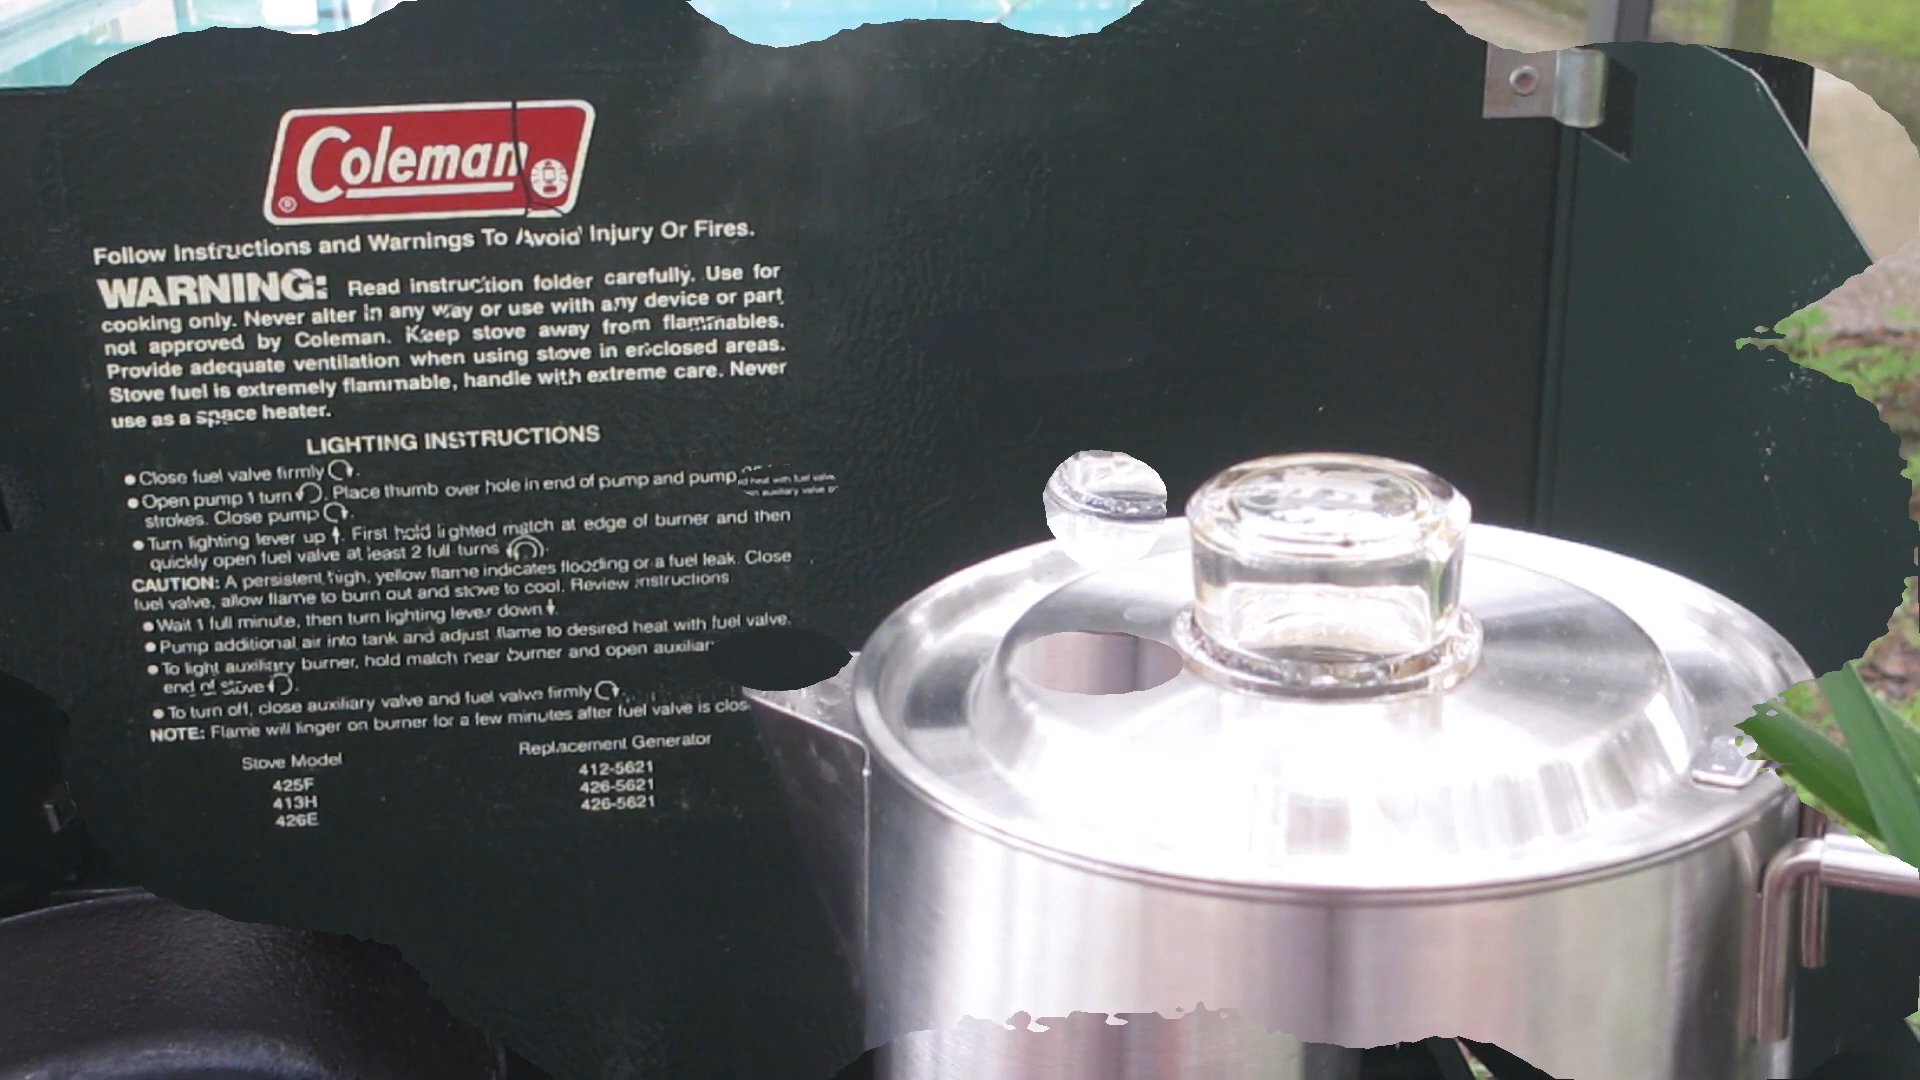 Coleman
Follow Instructions and Warnings To Avoid Injury Or Fires.
WARNING: Read instruction folder carefully. Use for
cooking only. Never alter in any way or use with any device or part
not approved by Coleman. Keep stove away from flammables.
Provide adequate ventilation when using stove in enclosed areas.
Stove fuel is extremely flammable, handle with extreme care. Never
use as a space heater.
LIGHTING INSTRUCTIONS
● Close fuel valve firmly.
● Open pump 1 turn. Place thumb over hole in end of pump and pump
strokes. Close pump.
● Turn lighting lever up. First hold lighted match at edge of burner and then
quickly open fuel valve at least 2 full turns.
CAUTION: A persistent high, yellow flame indicates flooding or a fuel leak. Close
fuel valve, allow flame to burn out and stove to cool. Review instructions
● Wait 1 full minute, then turn lighting lever down.
● Pump additional air into tank and adjust flame to desired heat with fuel valve.
● To light auxiliary burner, hold match near burner and open
end of stove.
● To turn off, close auxiliary valve and fuel valve firmly.
NOTE: Flame will linger on burner for a few minutes after fuel valve is
Stove Model Replacement Generator
425F 412-5621
413H 426-5621
426E 426-5621